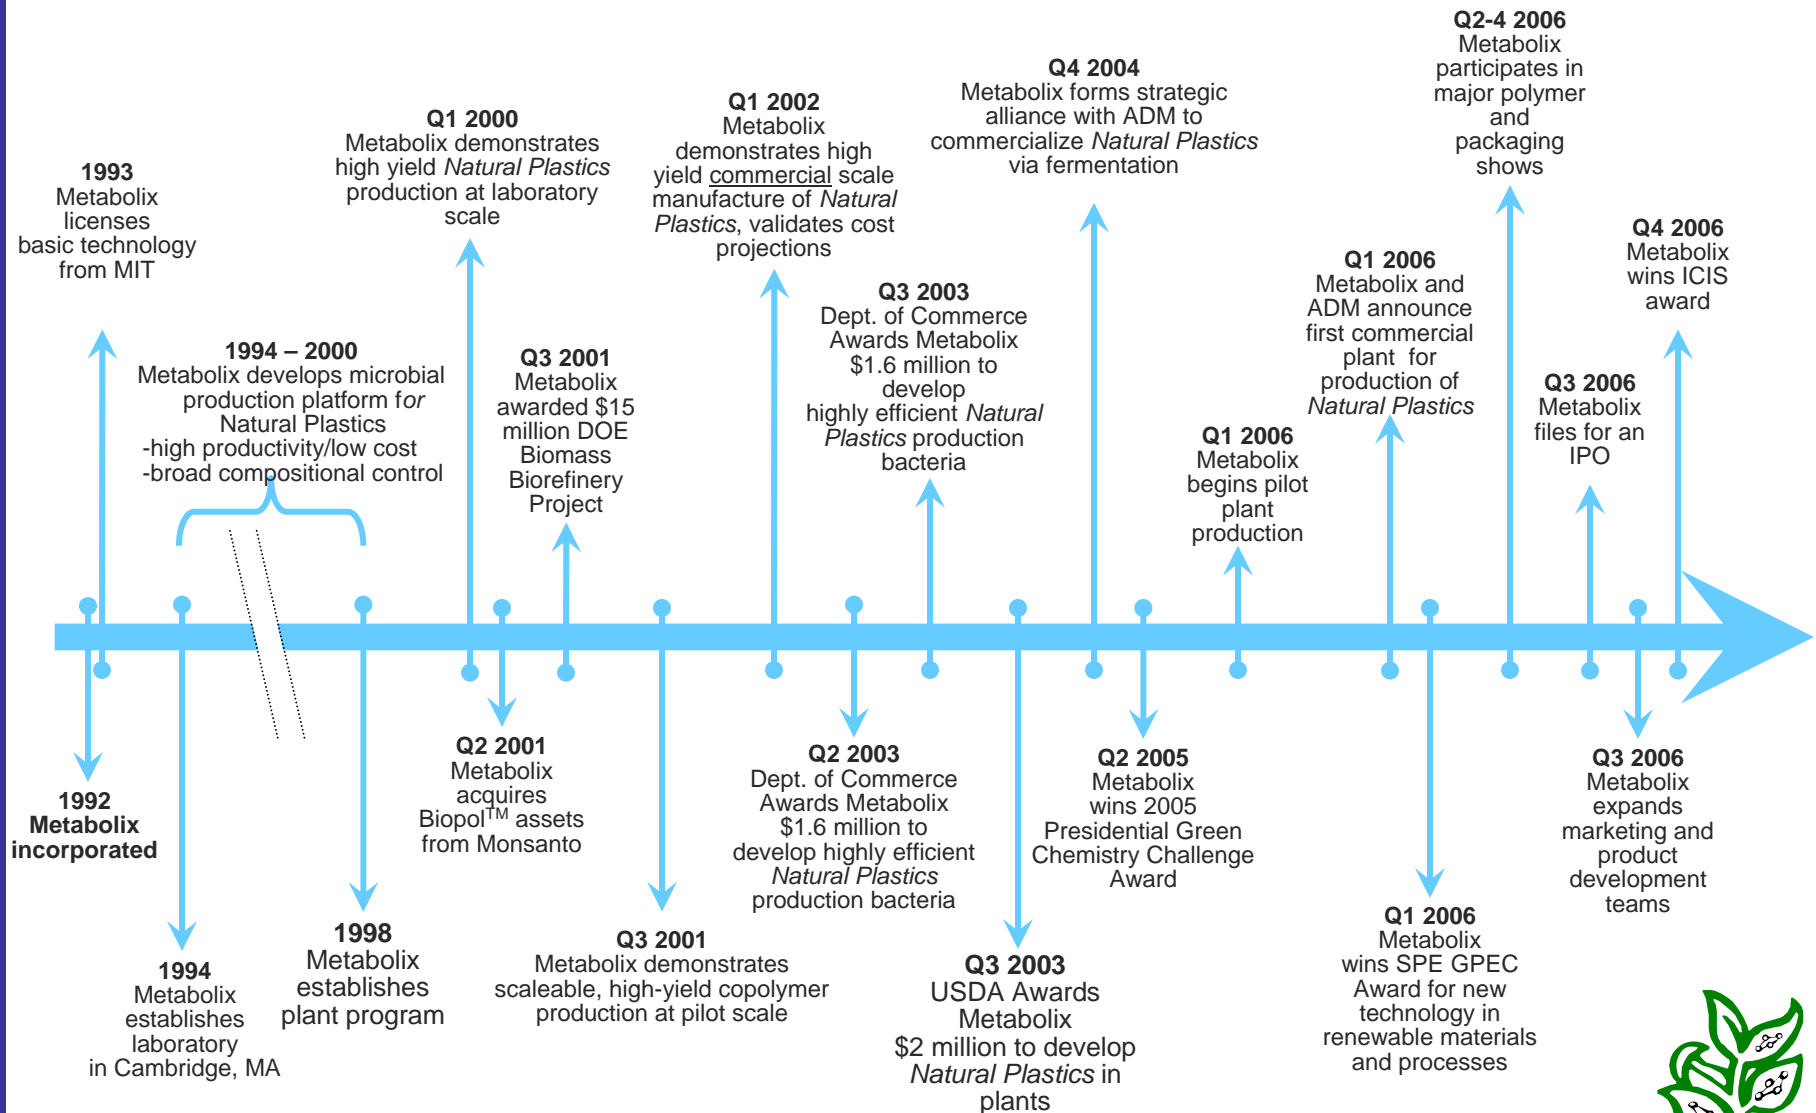 1993
Metabolix
licenses
basic technology
from MIT
1994 – 2000
Metabolix develops microbial
production platform for
Natural Plastics
-high productivity/low cost
-broad compositional control
Q1 2000
Metabolix demonstrates
high yield Natural Plastics
production at laboratory
scale
Q3 2001
Metabolix
awarded $15
million DOE
Biomass
Biorefinery
Project
Q1 2002
Metabolix
demonstrates high
yield commercial scale
manufacture of Natural
Plastics, validates cost
projections
Q3 2003
Dept. of Commerce
Awards Metabolix
$1.6 million to
develop
highly efficient Natural
Plastics production
bacteria
Q4 2004
Metabolix forms strategic
alliance with ADM to
commercialize Natural Plastics
via fermentation
Q1 2006
Metabolix
begins pilot
plant
production
Q1 2006
Metabolix and
ADM announce
first commercial
plant for
production of
Natural Plastics
Q2-4 2006
Metabolix
participates in
major polymer
and
packaging
shows
Q3 2006
Metabolix
files for an
IPO
Q4 2006
Metabolix
wins ICIS
award
1992
Metabolix
incorporated
1994
Metabolix
establishes
laboratory
in Cambridge, MA
1998
Metabolix
establishes
plant program
Q2 2001
Metabolix
acquires
Biopol™ assets
from Monsanto
Q3 2001
Metabolix demonstrates
scaleable, high-yield copolymer
production at pilot scale
Q2 2003
Dept. of Commerce
Awards Metabolix
$1.6 million to
develop highly efficient
Natural Plastics
production bacteria
Q3 2003
USDA Awards
Metabolix
$2 million to develop
Natural Plastics in
plants
Q2 2005
Metabolix
wins 2005
Presidential Green
Chemistry Challenge
Award
Q1 2006
Metabolix
wins SPE GPEC
Award for new
technology in
renewable materials
and processes
Q3 2006
Metabolix
expands
marketing and
product
development
teams